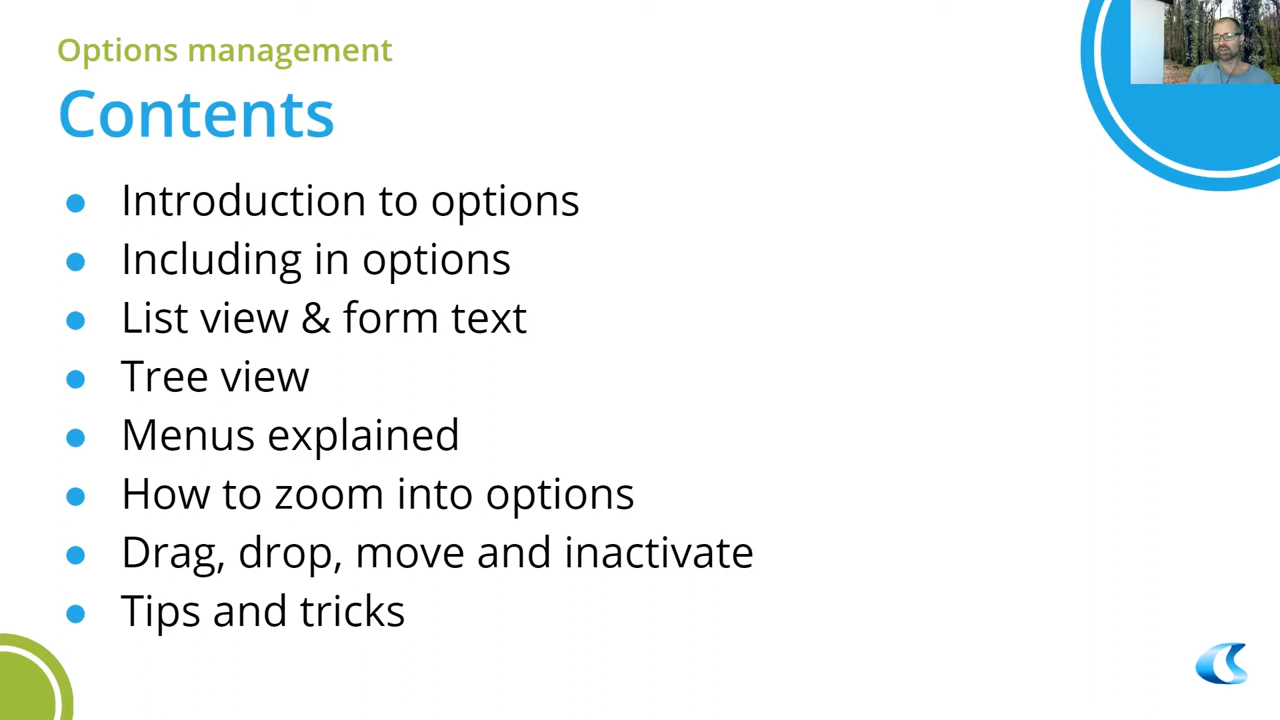 Options management
Contents
● Introduction to options
● Including in options
● List view & form text
● Tree view
● Menus explained
● How to zoom into options
● Drag, drop, move and inactivate
● Tips and tricks